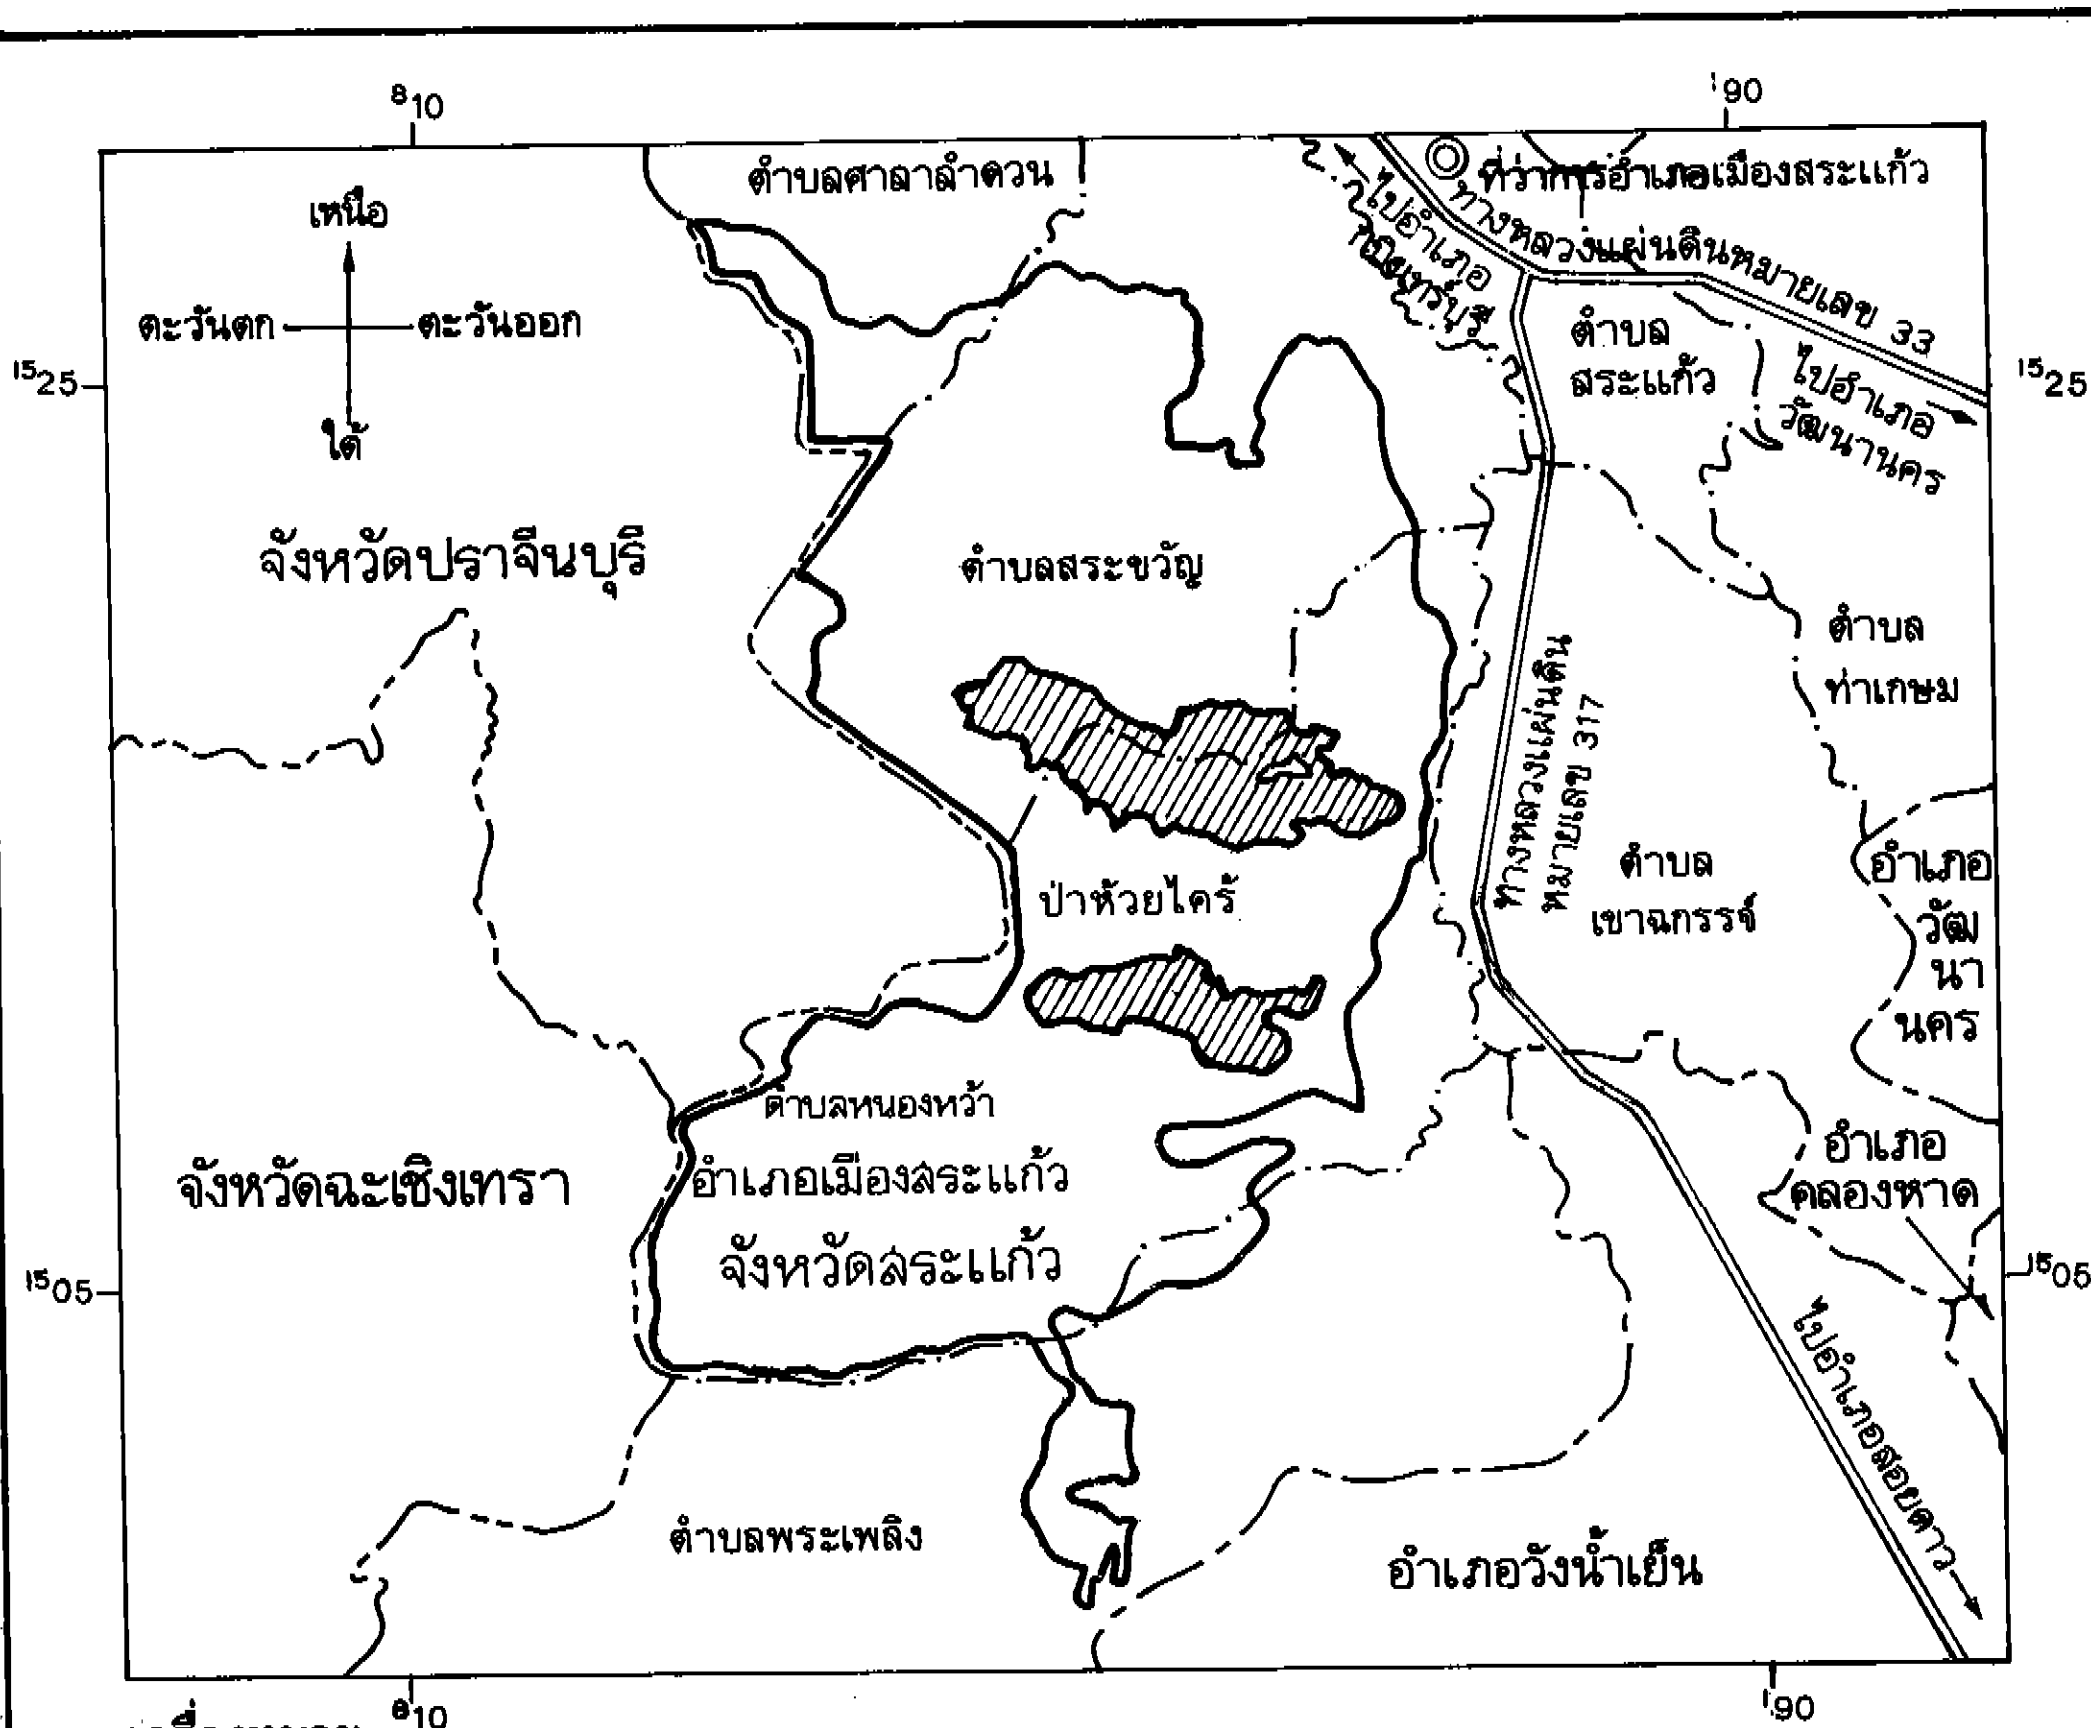 810
190
ตำบลศาลาลำดวน
ที่ว่าการอำเภอเมืองสระแก้ว
เหนือ
ตะวันตก
ตะวันออก
ใต้
ไปอำเภอ
กบินทร์บุรี
ทางหลวงแผ่นดินหมายเลข 33
ตำบล
สระแก้ว
ไปอำเภอ
วัฒนานคร
1525
1525
จังหวัดปราจีนบุรี
ตำบลสระขวัญ
ตำบล
ท่าเกษม
ทางหลวงแผ่นดิน
หมายเลข 317
ป่าห้วยไคร้
ตำบล
เขาฉกรรจ์
อำเภอ
วัฒ
นา
นคร
ตำบลหนองหว้า
อำเภอเมืองสระแก้ว
จังหวัดสระแก้ว
จังหวัดฉะเชิงเทรา
อำเภอ
คลองหาด
1505
1505
ไปอำเภอสอยดาว
ตำบลพระเพลิง
อำเภอวังน้ำเย็น
810
190